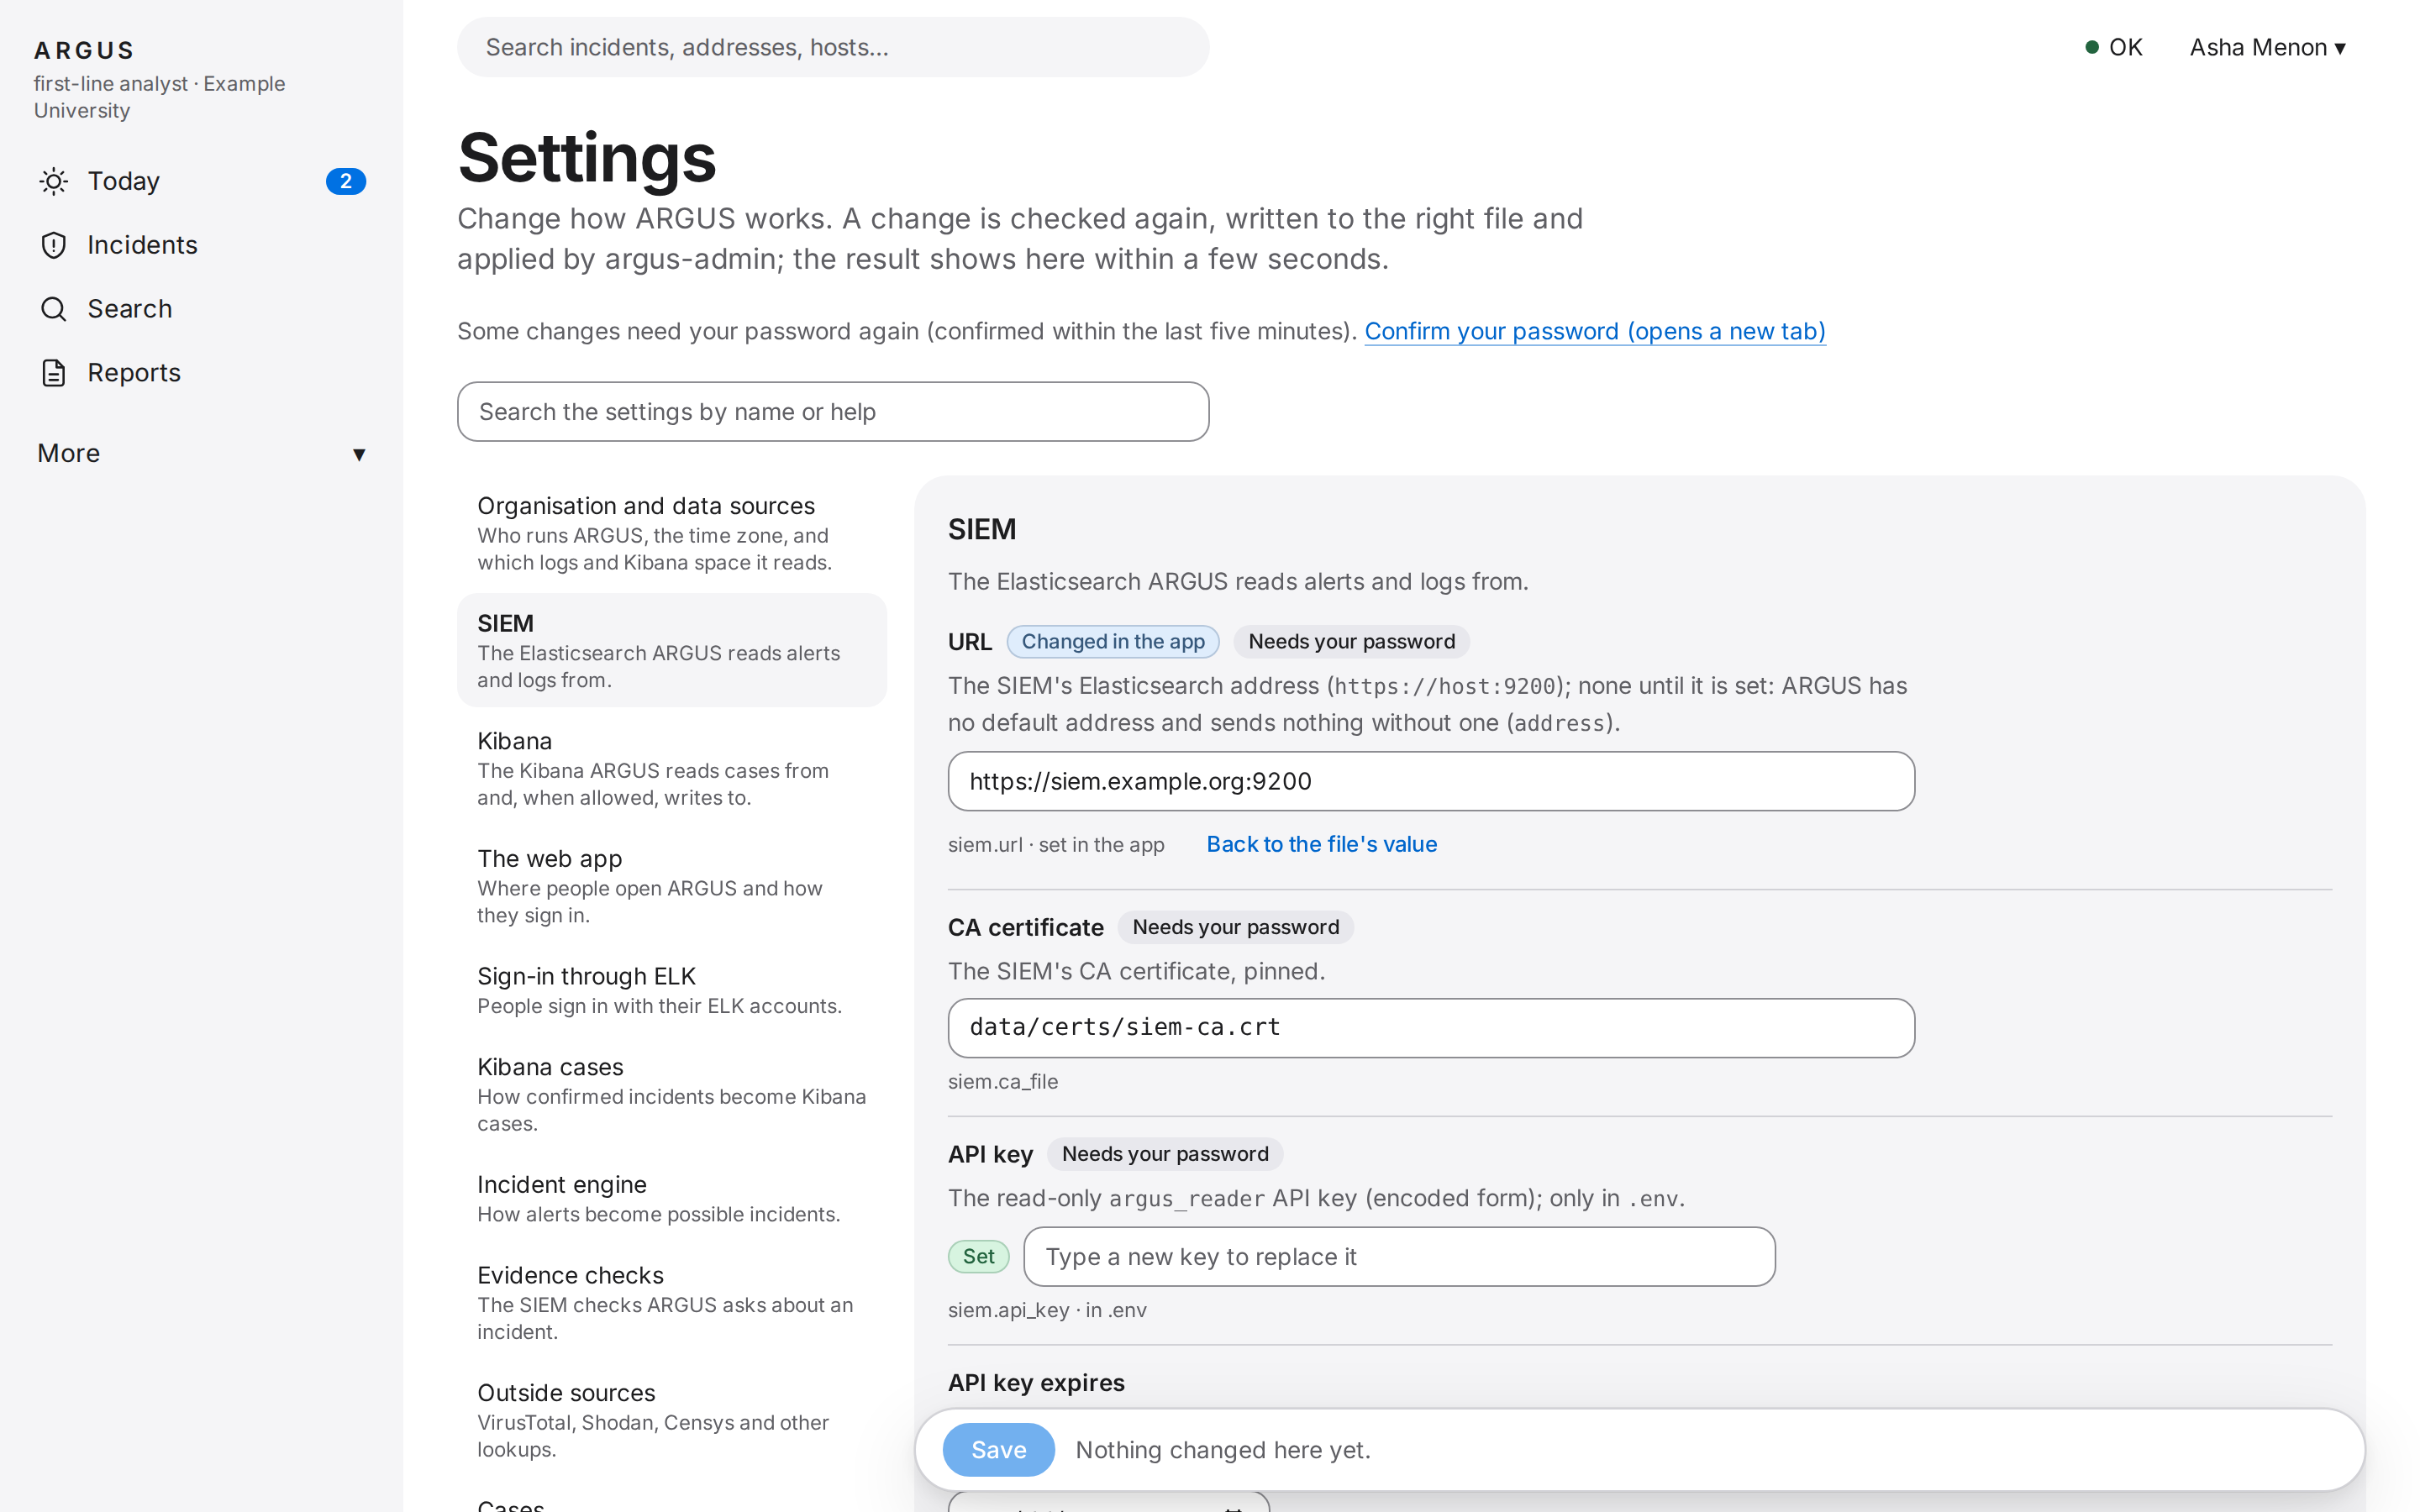 ARGUS
first-line analyst · Example
University
Today 2
Incidents
Search
Reports
More ▾
Search incidents, addresses, hosts...
OK
Asha Menon ▾
Settings
Change how ARGUS works. A change is checked again, written to the right file and
applied by argus-admin; the result shows here within a few seconds.
Some changes need your password again (confirmed within the last five minutes). Confirm your password (opens a new tab)
Search the settings by name or help
Organisation and data sources
Who runs ARGUS, the time zone, and
which logs and Kibana space it reads.
SIEM
The Elasticsearch ARGUS reads alerts
and logs from.
Kibana
The Kibana ARGUS reads cases from
and, when allowed, writes to.
The web app
Where people open ARGUS and how
they sign in.
Sign-in through ELK
People sign in with their ELK accounts.
Kibana cases
How confirmed incidents become Kibana
cases.
Incident engine
How alerts become possible incidents.
Evidence checks
The SIEM checks ARGUS asks about an
incident.
Outside sources
VirusTotal, Shodan, Censys and other
lookups.
Cases
SIEM
The Elasticsearch ARGUS reads alerts and logs from.
URL Changed in the app Needs your password
The SIEM's Elasticsearch address (https://host:9200); none until it is set: ARGUS has
no default address and sends nothing without one (address).
https://siem.example.org:9200
siem.url · set in the app Back to the file's value
CA certificate Needs your password
The SIEM's CA certificate, pinned.
data/certs/siem-ca.crt
siem.ca_file
API key Needs your password
The read-only argus_reader API key (encoded form); only in .env.
Set Type a new key to replace it
siem.api_key · in .env
API key expires
Save Nothing changed here yet.